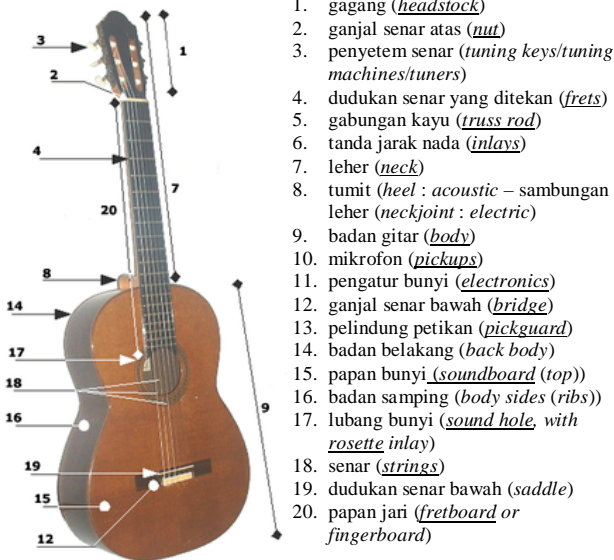 3
1
2
4
7
20
8
14
17
18
9
16
19
15
12
1. gagang (headstock)
2. ganjal senar atas (nut)
3. penyetem senar (tuning keys/tuning
machines/tuners)
4. dudukan senar yang ditekan (frets)
5. gabungan kayu (truss rod)
6. tanda jarak nada (inlays)
7. leher (neck)
8. tumit (heel : acoustic – sambungan
leher (neckjoint : electric)
9. badan gitar (body)
10. mikrofon (pickups)
11. pengatur bunyi (electronics)
12. ganjal senar bawah (bridge)
13. pelindung petikan (pickguard)
14. badan belakang (back body)
15. papan bunyi (soundboard (top))
16. badan samping (body sides (ribs))
17. lubang bunyi (sound hole, with
rosette inlay)
18. senar (strings)
19. dudukan senar bawah (saddle)
20. papan jari (fretboard or
fingerboard)